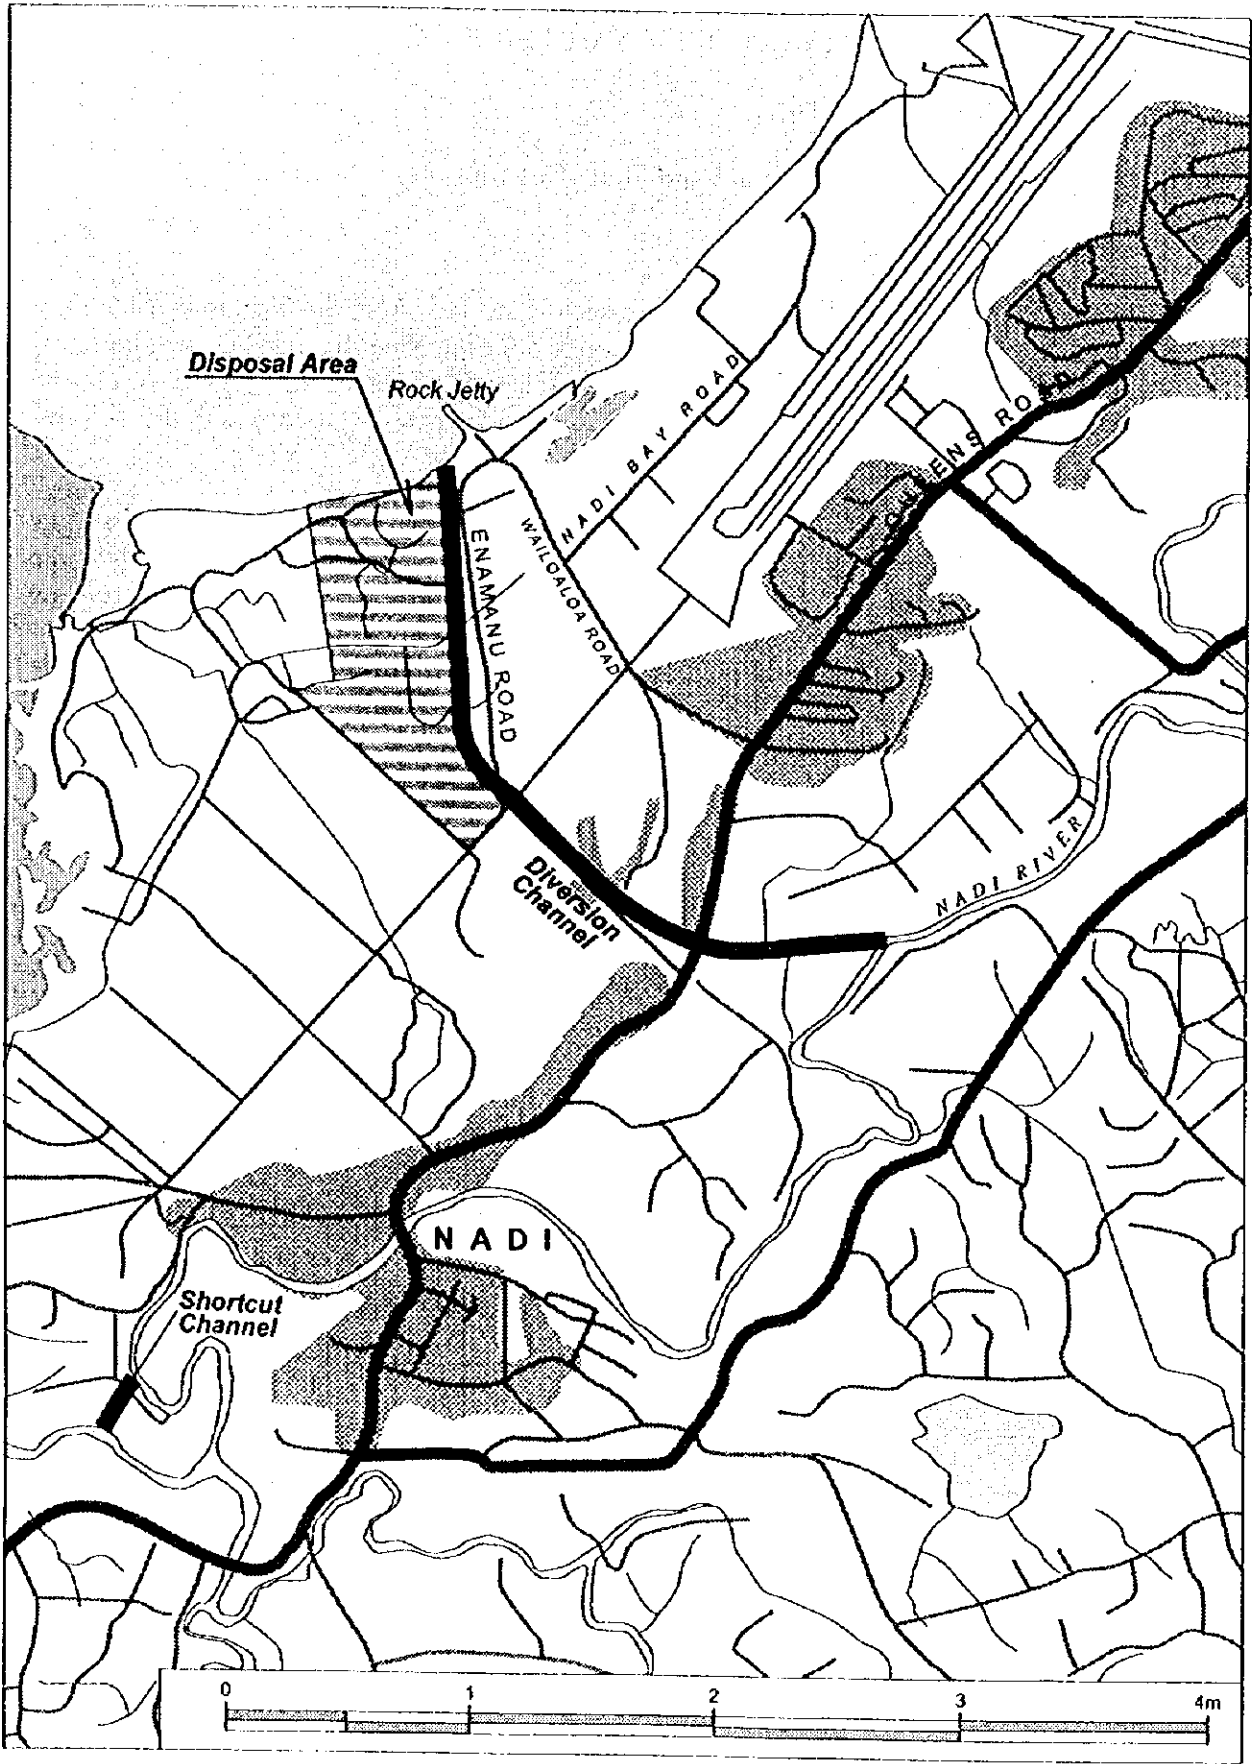 Disposal Area
Rock Jetty
NADI BAY ROAD
ENAMANU ROAD
WAILOALOA ROAD
ROAD
Diversion
Channel
NADI RIVER
NADI
Shortcut
Channel
0 1 2 3 4m